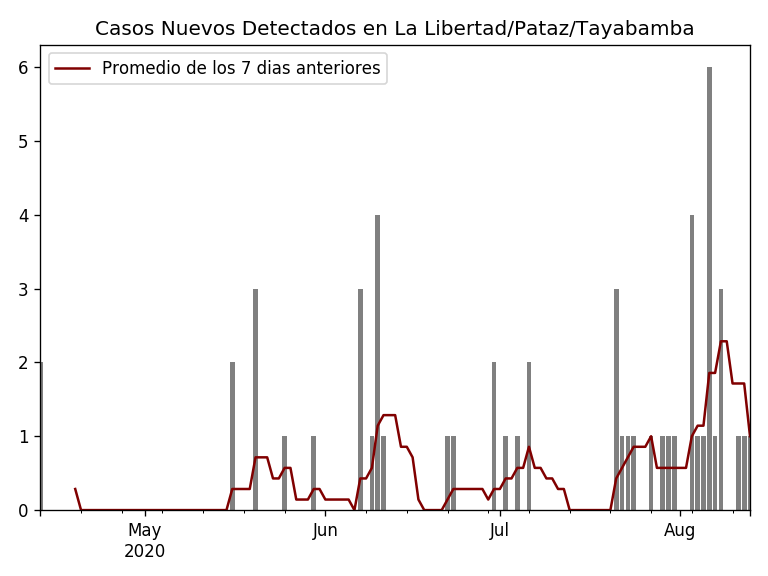 Casos Nuevos Detectados en La Libertad/Pataz/Tayabamba
Promedio de los 7 dias anteriores
6
5
4
3
2
1
0
May
2020
Jun
Jul
Aug